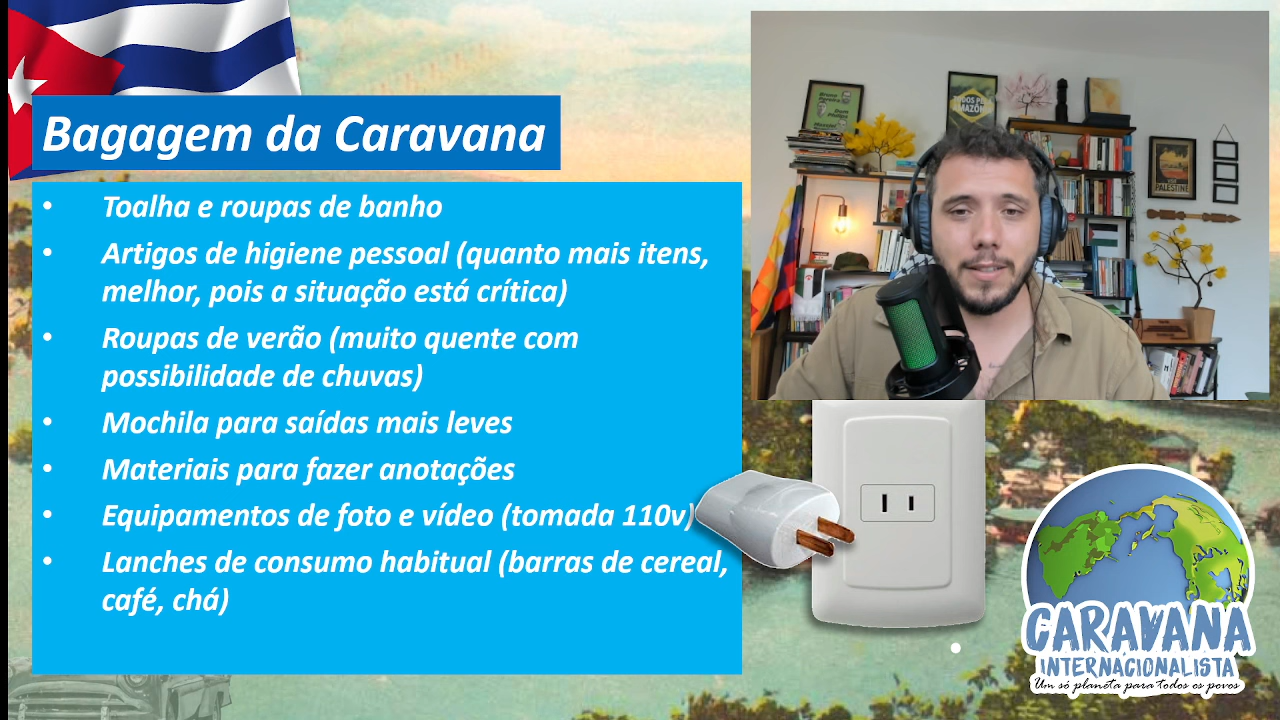 Bagagem da Caravana
• Toalha e roupas de banho
• Artigos de higiene pessoal (quanto mais itens,
melhor, pois a situação está crítica)
• Roupas de verão (muito quente com
possibilidade de chuvas)
• Mochila para saídas mais leves
• Materiais para fazer anotações
• Equipamentos de foto e vídeo (tomada 110v)
• Lanches de consumo habitual (barras de cereal,
café, chá)
PALESTINE
CARAVANA
INTERNACIONALISTA
Um só planeta para todos os povos